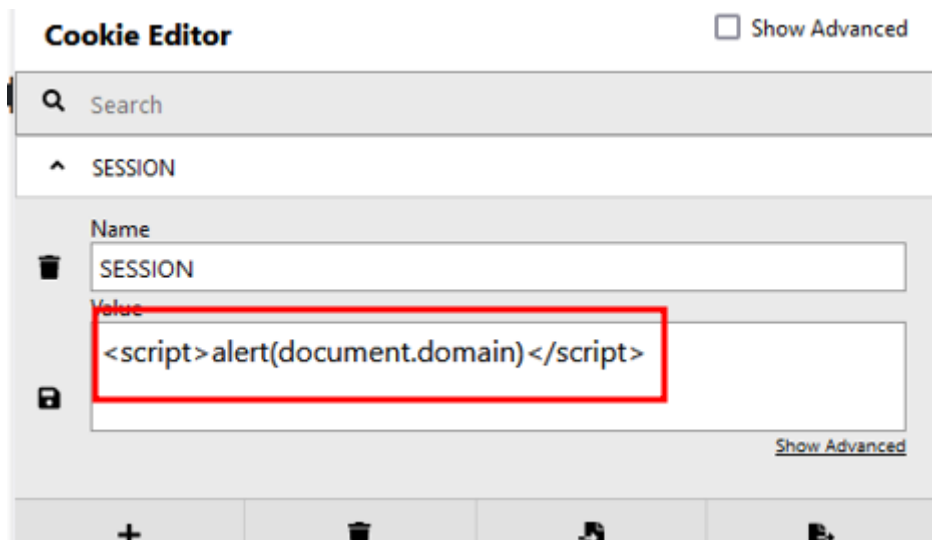 Cookie Editor
Show Advanced
Search
SESSION
Name
SESSION
Value
<script>alert(document.domain)</script>
Show Advanced